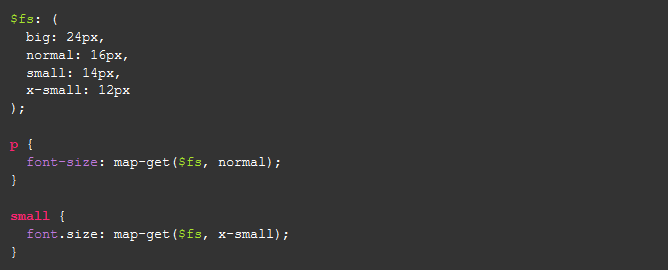 $fs: (
  big: 24px,
  normal: 16px,
  small: 14px,
  x-small: 12px
);

p {
  font-size: map-get($fs, normal);
}

small {
  font.size: map-get($fs, x-small);
}